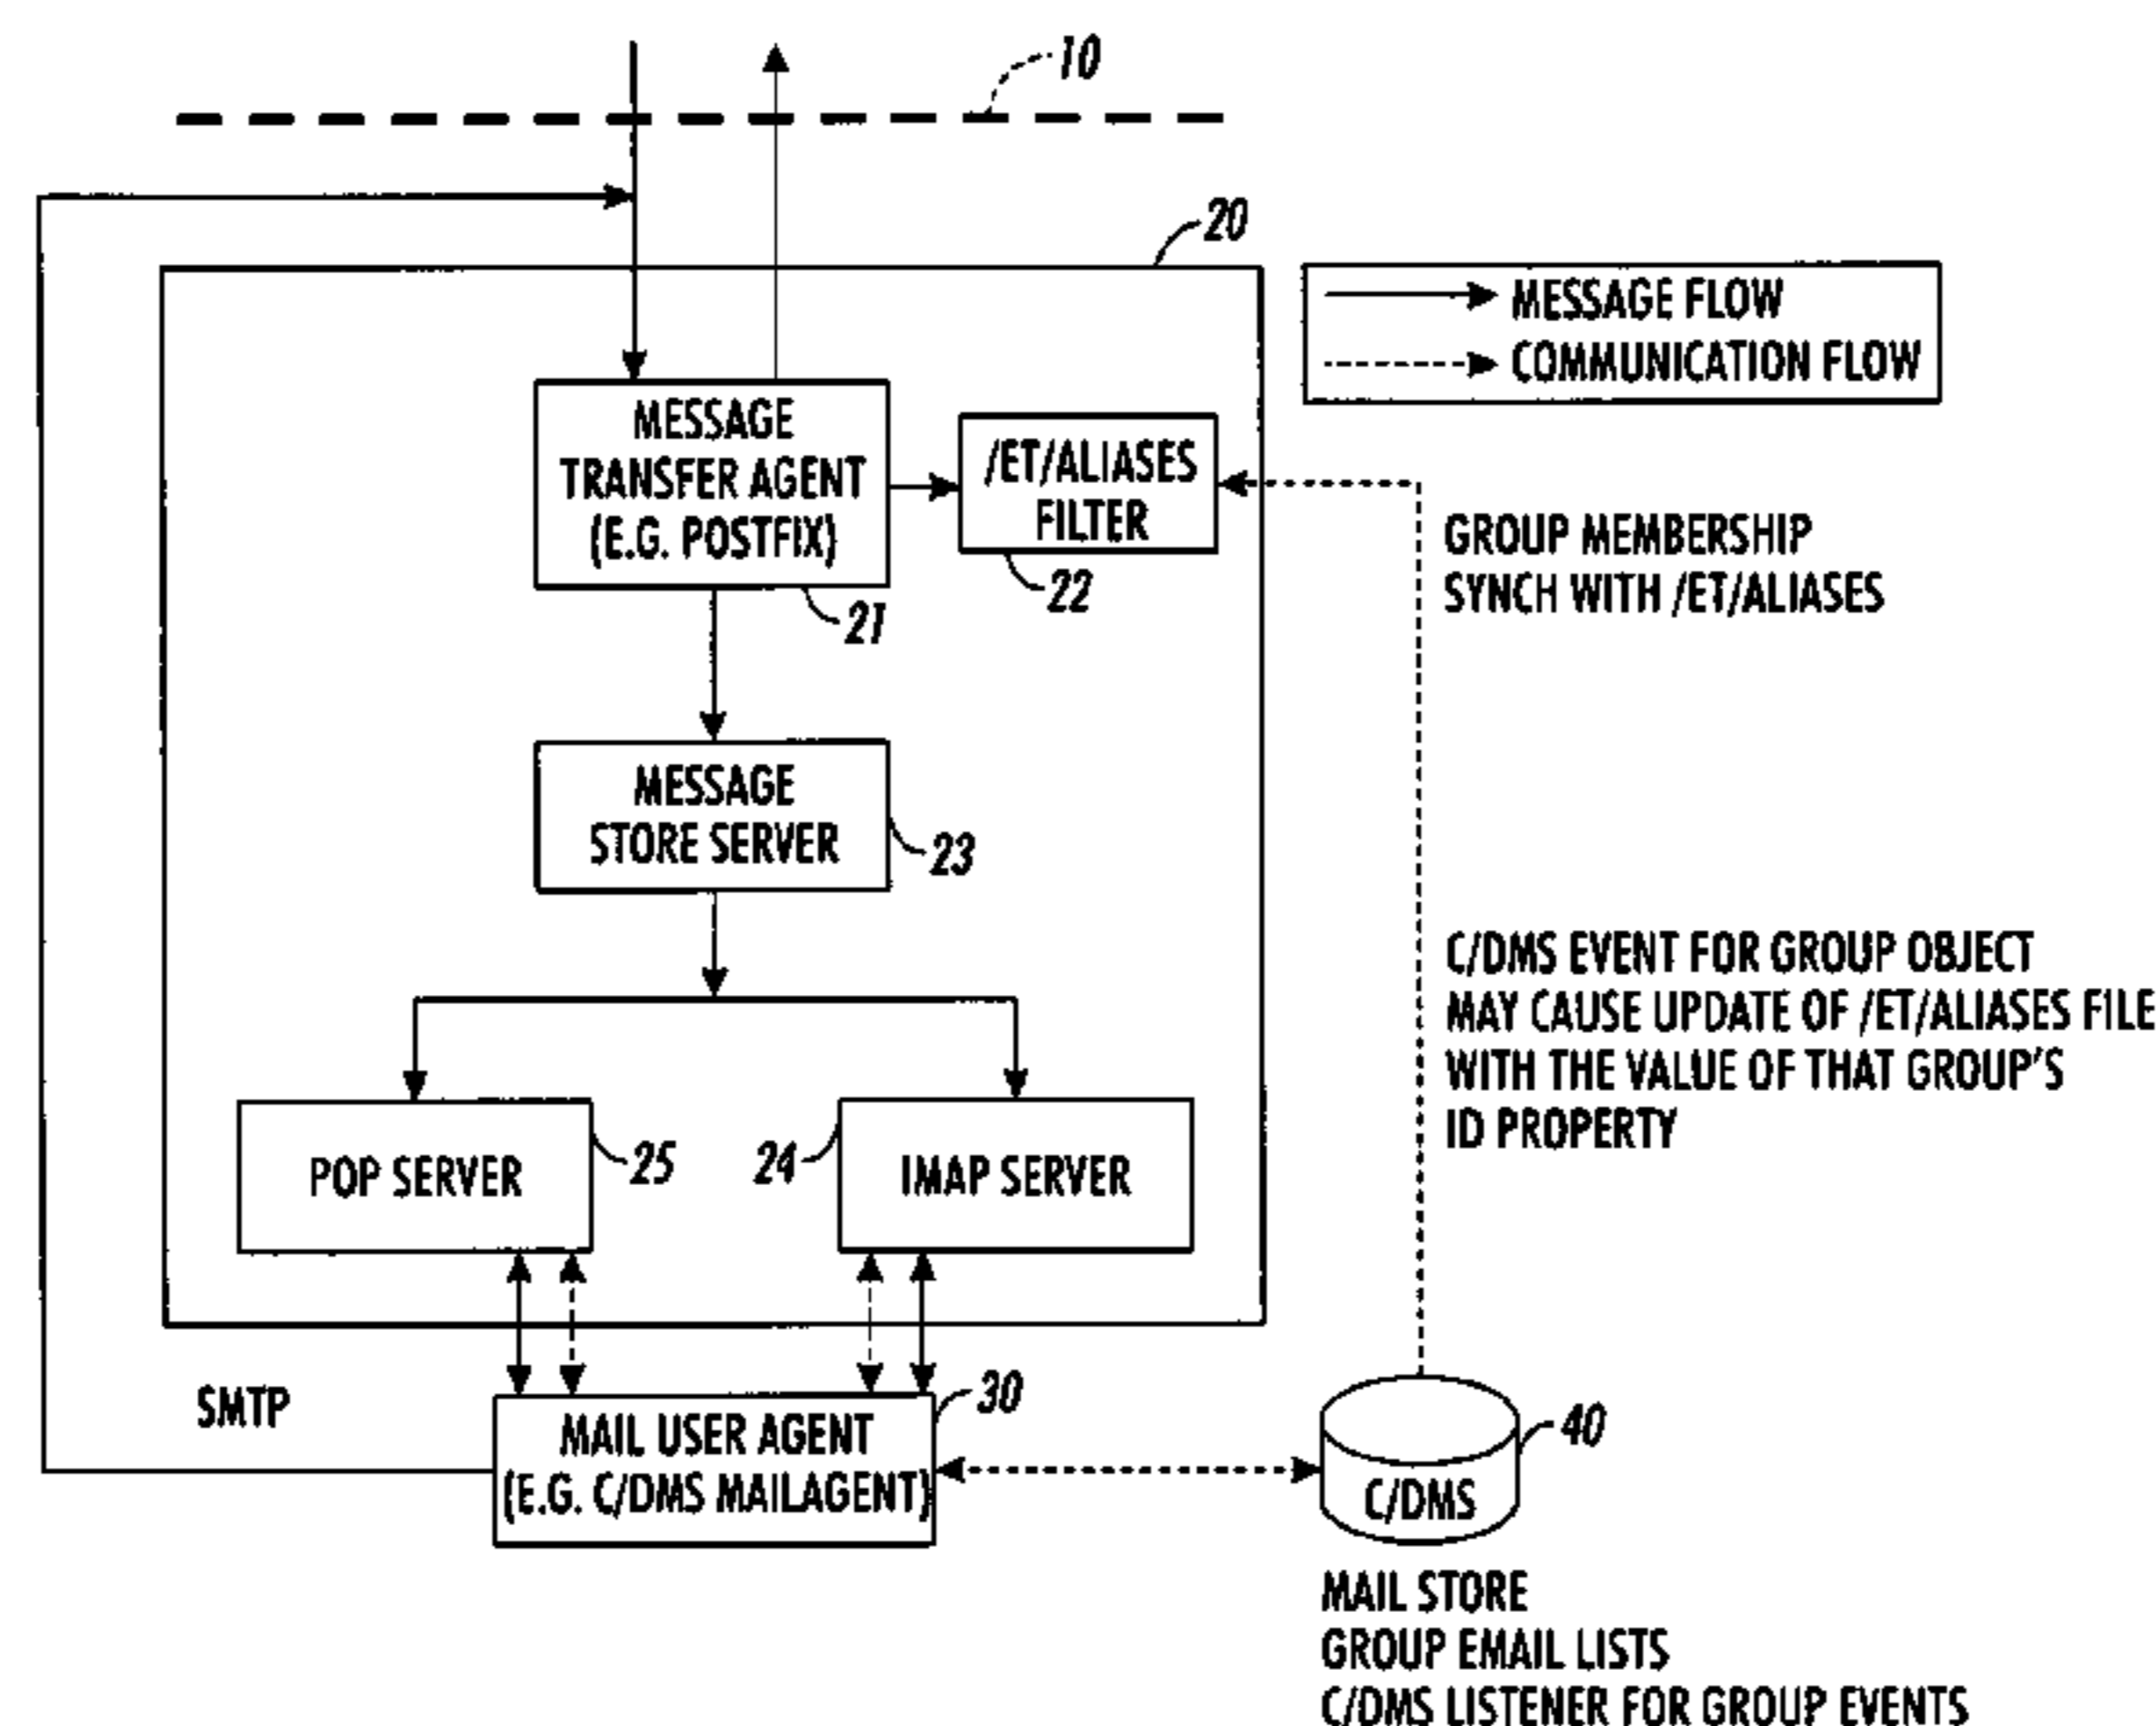 10
20
MESSAGE FLOW
COMMUNICATION FLOW
MESSAGE
TRANSFER AGENT
(E.G. POSTFIX)
21
/ET/ALIASES
FILTER
22
GROUP MEMBERSHIP
SYNCH WITH /ET/ALIASES
MESSAGE
STORE SERVER
23
C/DMS EVENT FOR GROUP OBJECT
MAY CAUSE UPDATE OF /ET/ALIASES FILE
WITH THE VALUE OF THAT GROUP'S
ID PROPERTY
POP SERVER
25
24
IMAP SERVER
SMTP
MAIL USER AGENT
(E.G. C/DMS MAILAGENT)
30
40
C/DMS
MAIL STORE
GROUP EMAIL LISTS
C/DMS LISTENER FOR GROUP EVENTS